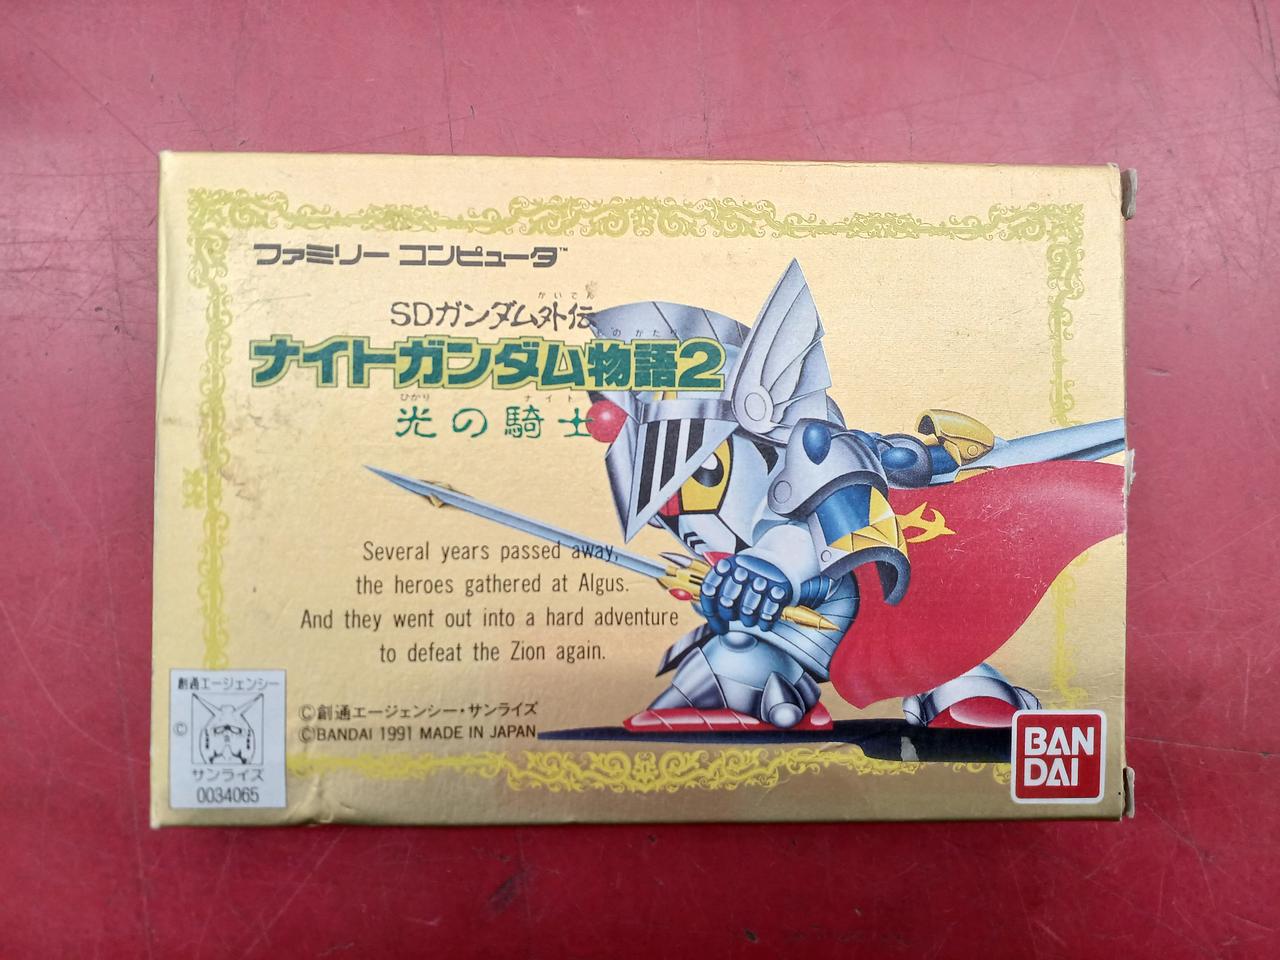 ファミリー コンピュータ™
かいでん
SDガンダム外伝
ものがたり
ナイトガンダム物語2
ひかり ナイト
光の騎士
Several years passed away,
the heroes gathered at Algus.
And they went out into a hard adventure
to defeat the Zion again.
創通エージェンシー
©
サンライズ
0034065
©創通エージェンシー・サンライズ
©BANDAI 1991 MADE IN JAPAN
BAN
DAI